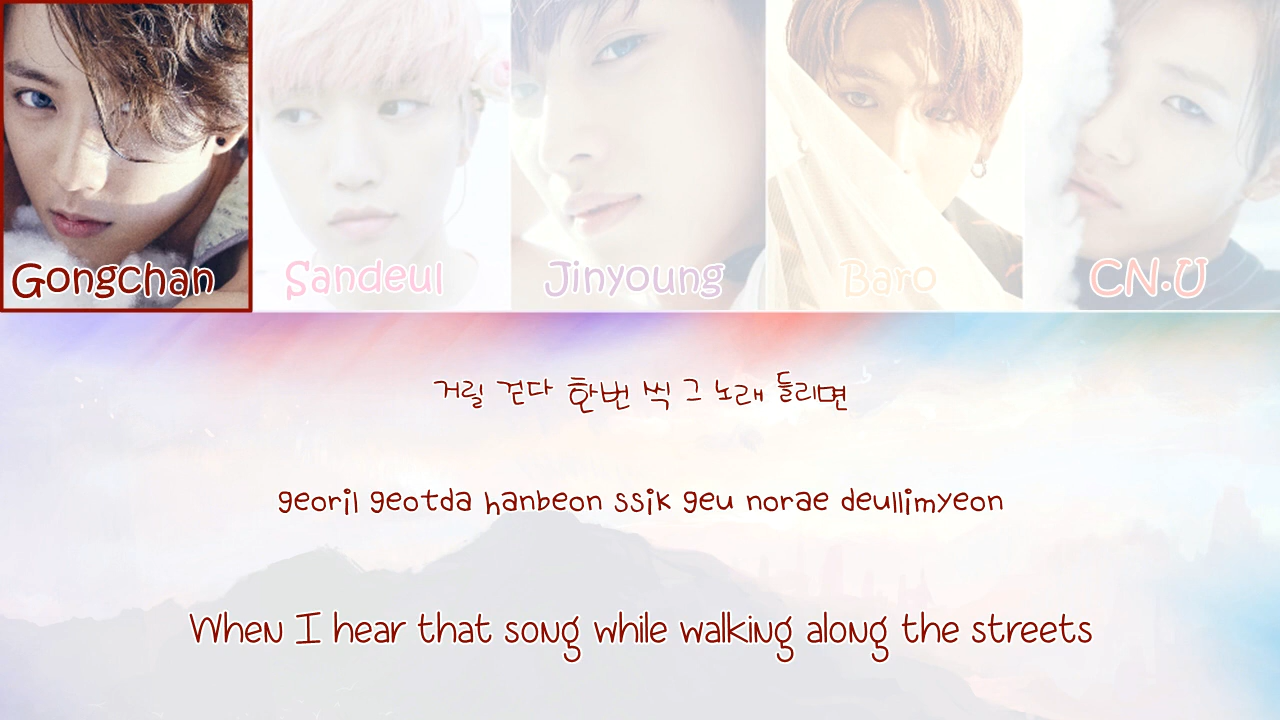 Gongchan Sandeul Jinyoung Baro CN.U
거릴 걷다 한번 씩 그 노래 들리면
georil geotda hanbeon ssik geu norae deullimyeon
When I hear that song while walking along the streets